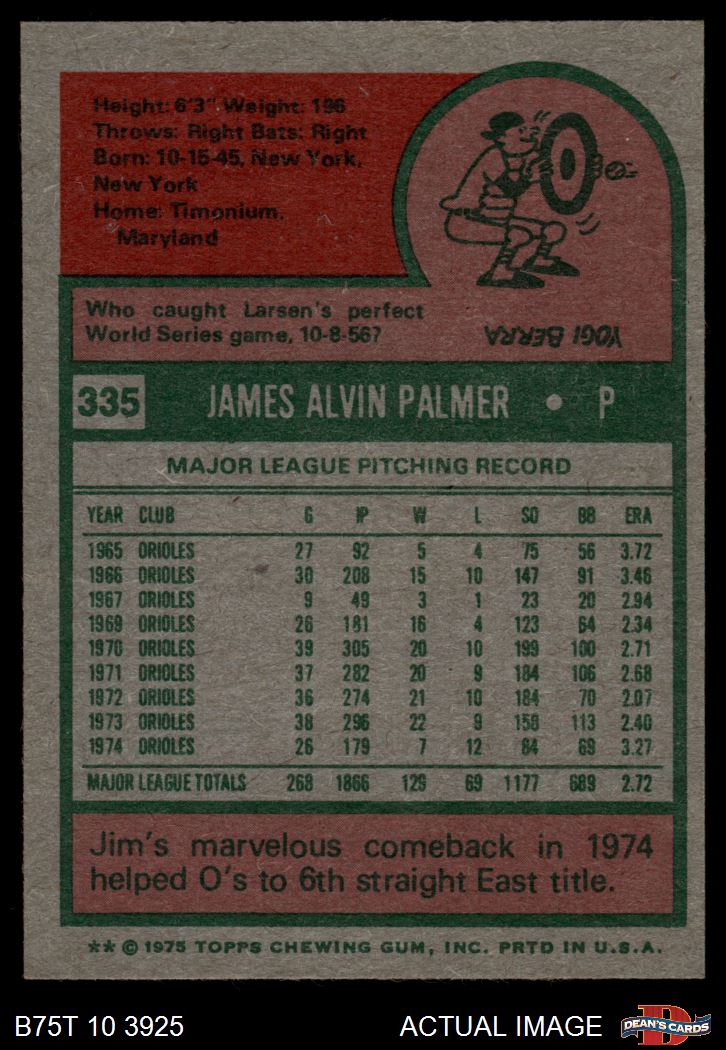 Height: 6'3" Weight: 196
Throws: Right Bats: Right
Born: 10-15-45, New York,
New York
Home: Timonium,
Maryland
Who caught Larsen's perfect
World Series game, 10-8-56?
YOGI BERRA
335 JAMES ALVIN PALMER • P
MAJOR LEAGUE PITCHING RECORD
YEAR CLUB G IP W L SO BB ERA
1965 ORIOLES 27 92 5 4 75 56 3.72
1966 ORIOLES 30 208 15 10 147 91 3.46
1967 ORIOLES 9 49 3 1 23 20 2.94
1969 ORIOLES 26 181 16 4 123 64 2.34
1970 ORIOLES 39 305 20 10 199 100 2.71
1971 ORIOLES 37 282 20 9 184 106 2.68
1972 ORIOLES 36 274 21 10 184 70 2.07
1973 ORIOLES 38 296 22 9 158 113 2.40
1974 ORIOLES 26 179 7 12 84 69 3.27
MAJOR LEAGUE TOTALS 268 1866 129 69 1177 689 2.72
Jim's marvelous comeback in 1974
helped O's to 6th straight East title.
** © 1975 TOPPS CHEWING GUM, INC. PRTD IN U.S.A.
B75T 10 3925 ACTUAL IMAGE
DEAN'S CARDS